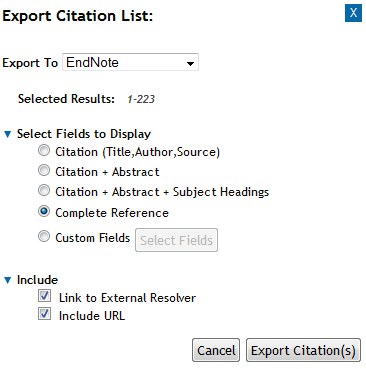 Export Citation List: X
Export To EndNote
Selected Results: 1-223
Select Fields to Display
Citation (Title,Author,Source)
Citation + Abstract
Citation + Abstract + Subject Headings
Complete Reference
Custom Fields Select Fields
Include
Link to External Resolver
Include URL
Cancel Export Citation(s)